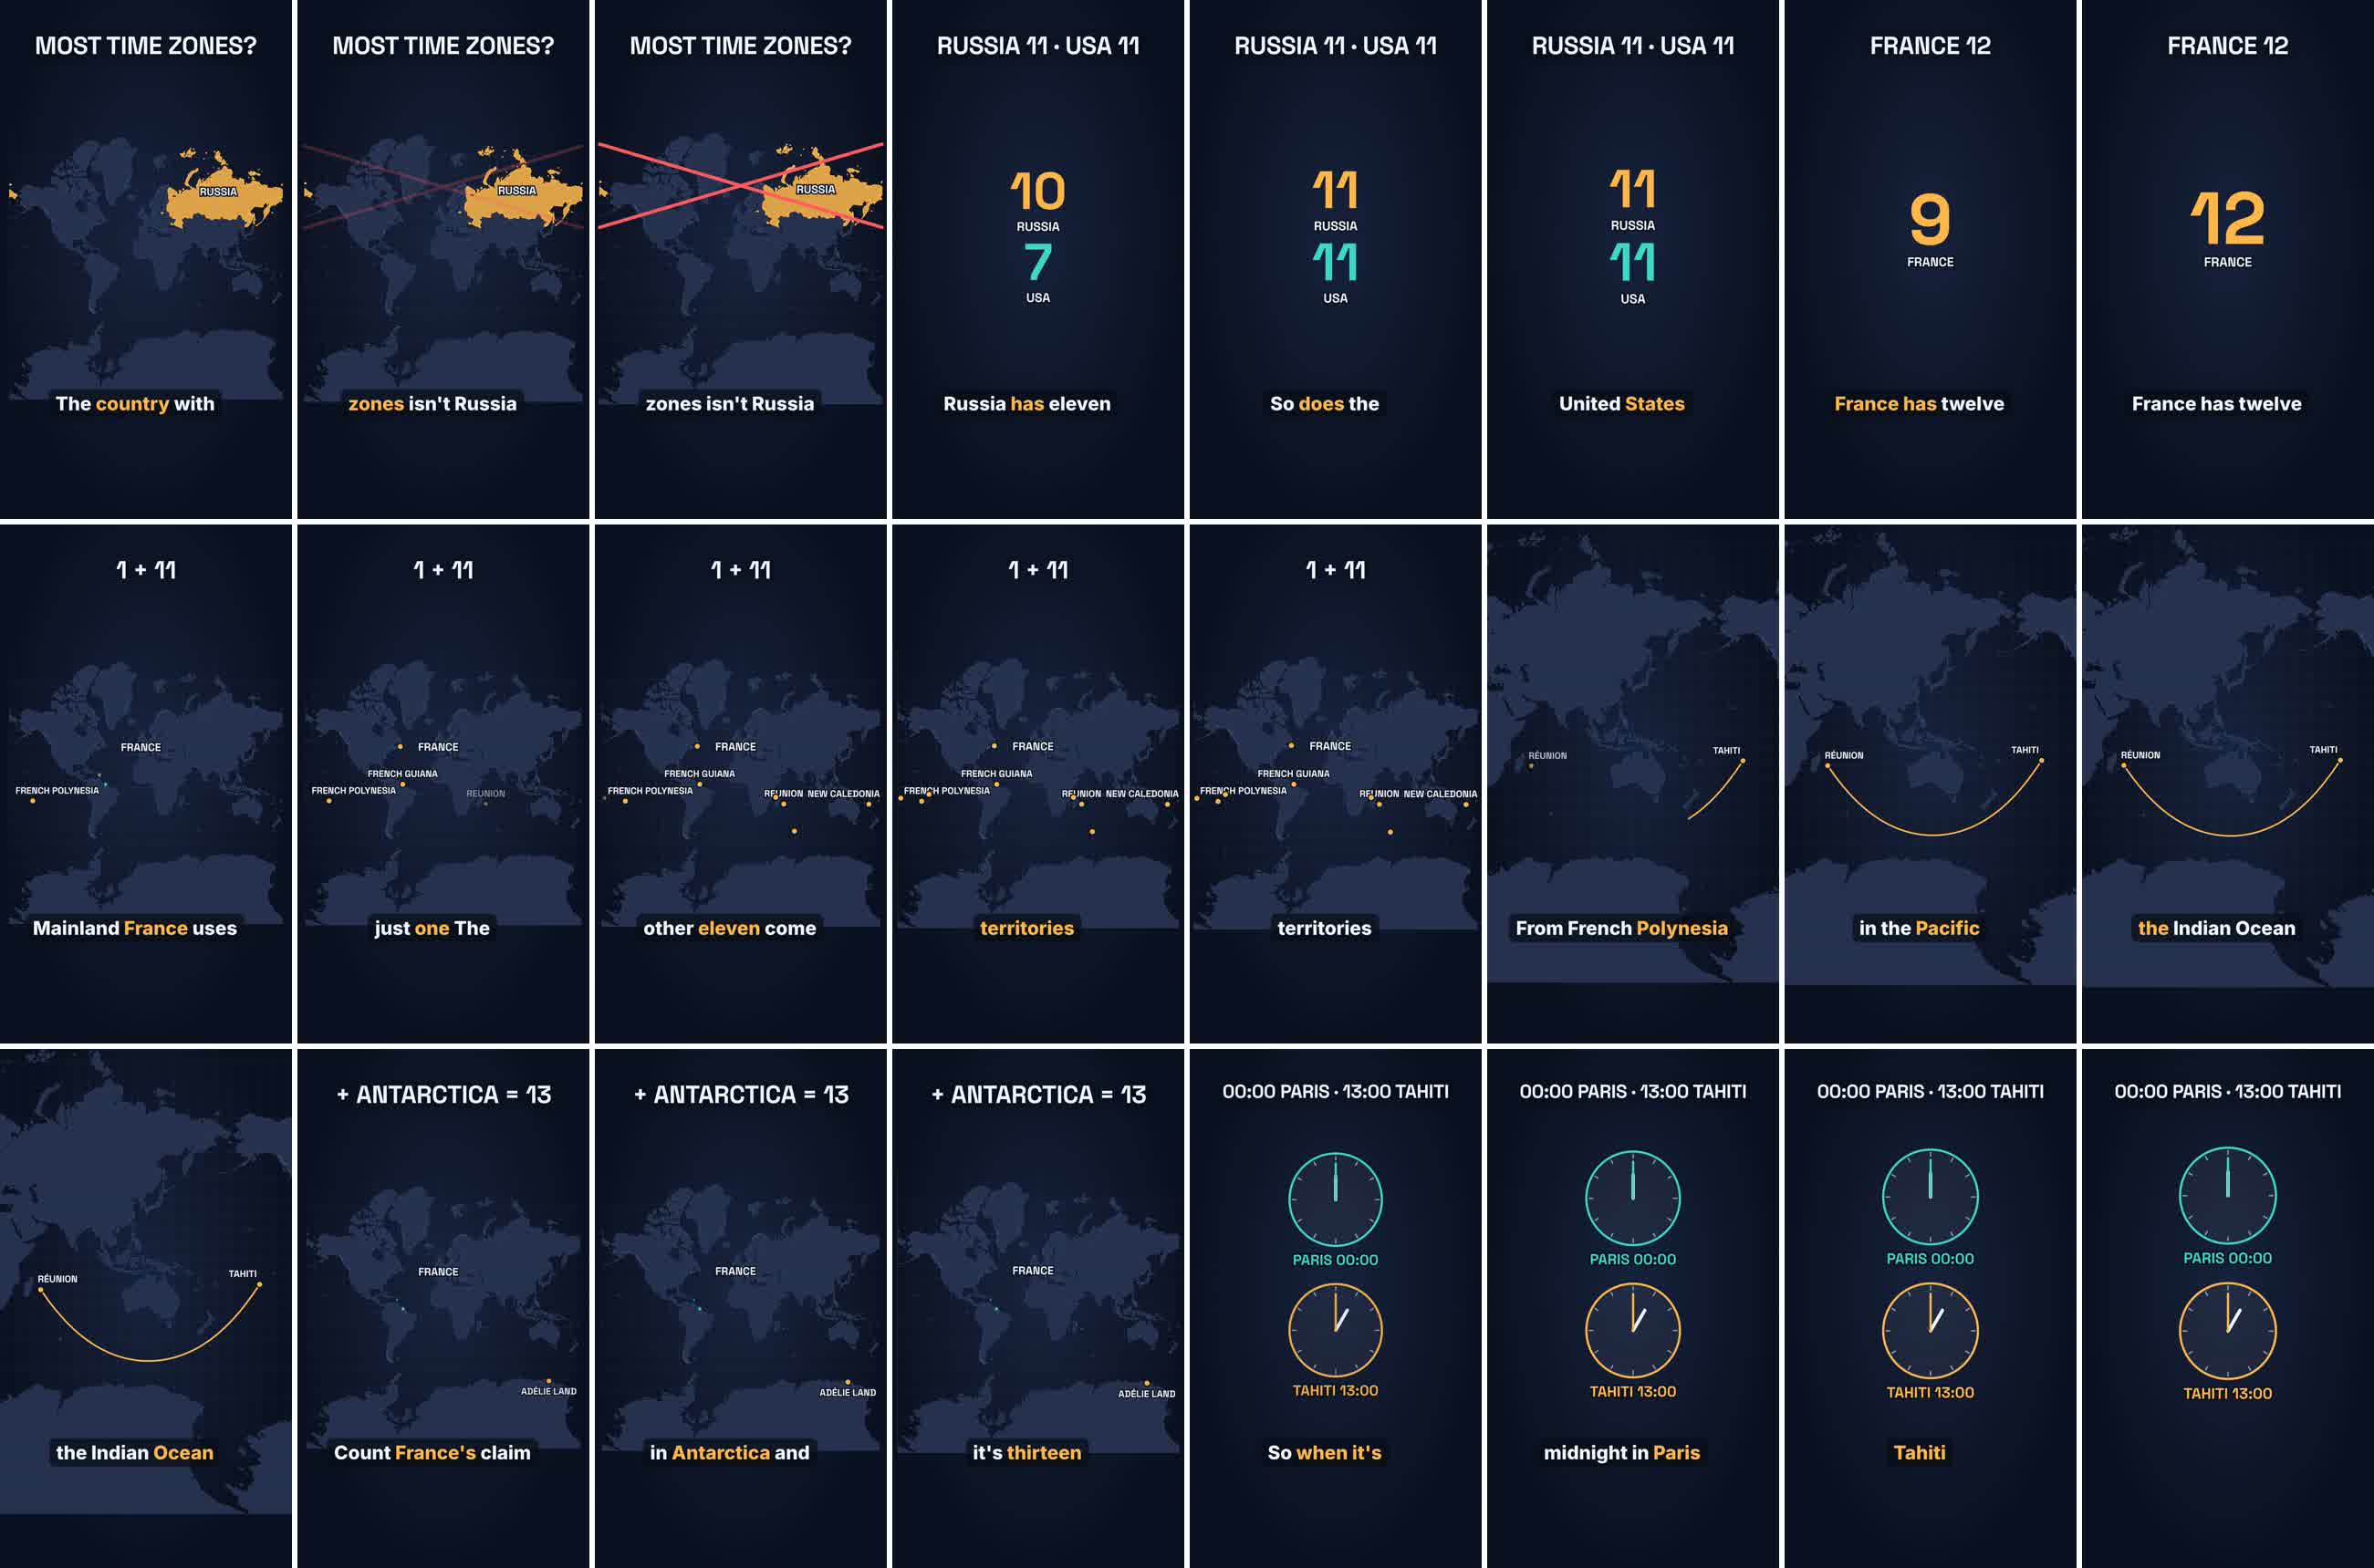 MOST TIME ZONES?
RUSSIA
The country with
MOST TIME ZONES?
RUSSIA
zones isn't Russia
MOST TIME ZONES?
RUSSIA
zones isn't Russia
RUSSIA 11 · USA 11
10
RUSSIA
7
USA
Russia has eleven
RUSSIA 11 · USA 11
11
RUSSIA
11
USA
So does the
RUSSIA 11 · USA 11
11
RUSSIA
11
USA
United States
FRANCE 12
9
FRANCE
France has twelve
FRANCE 12
12
FRANCE
France has twelve
1 + 11
FRANCE
FRENCH POLYNESIA
Mainland France uses
1 + 11
FRANCE
FRENCH GUIANA
FRENCH POLYNESIA
RÉUNION
just one The
1 + 11
FRANCE
FRENCH GUIANA
FRENCH POLYNESIA
RÉUNION NEW CALEDONIA
other eleven come
1 + 11
FRANCE
FRENCH GUIANA
FRENCH POLYNESIA
RÉUNION NEW CALEDONIA
territories
1 + 11
FRANCE
FRENCH GUIANA
FRENCH POLYNESIA
RÉUNION NEW CALEDONIA
territories
TAHITI
RÉUNION
From French Polynesia
TAHITI
RÉUNION
in the Pacific
TAHITI
RÉUNION
the Indian Ocean
TAHITI
RÉUNION
the Indian Ocean
+ ANTARCTICA = 13
FRANCE
ADÉLIE LAND
Count France's claim
+ ANTARCTICA = 13
FRANCE
ADÉLIE LAND
in Antarctica and
+ ANTARCTICA = 13
FRANCE
ADÉLIE LAND
it's thirteen
00:00 PARIS · 13:00 TAHITI
PARIS 00:00
TAHITI 13:00
So when it's
00:00 PARIS · 13:00 TAHITI
PARIS 00:00
TAHITI 13:00
midnight in Paris
00:00 PARIS · 13:00 TAHITI
PARIS 00:00
TAHITI 13:00
Tahiti
00:00 PARIS · 13:00 TAHITI
PARIS 00:00
TAHITI 13:00